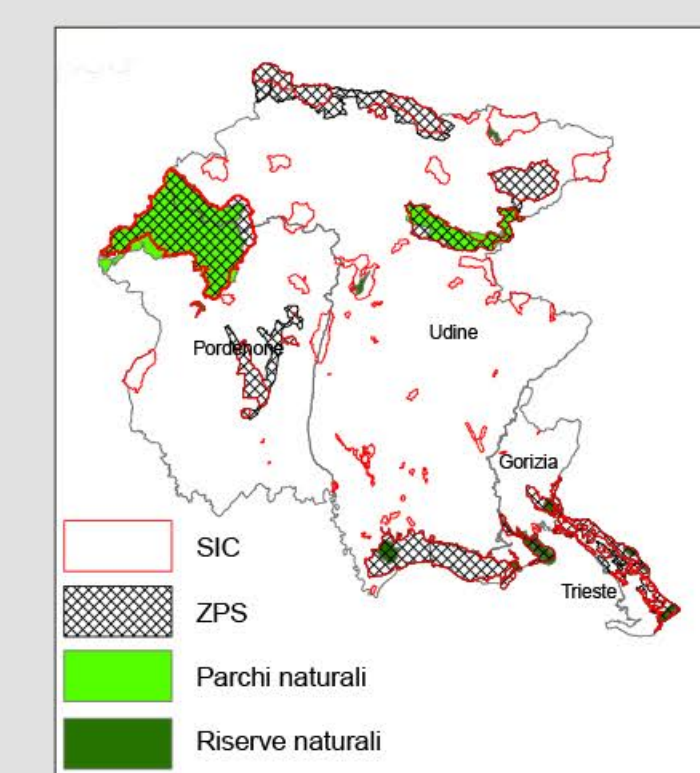 Udine
Pordenone
Gorizia
Trieste
SIC
ZPS
Parchi naturali
Riserve naturali